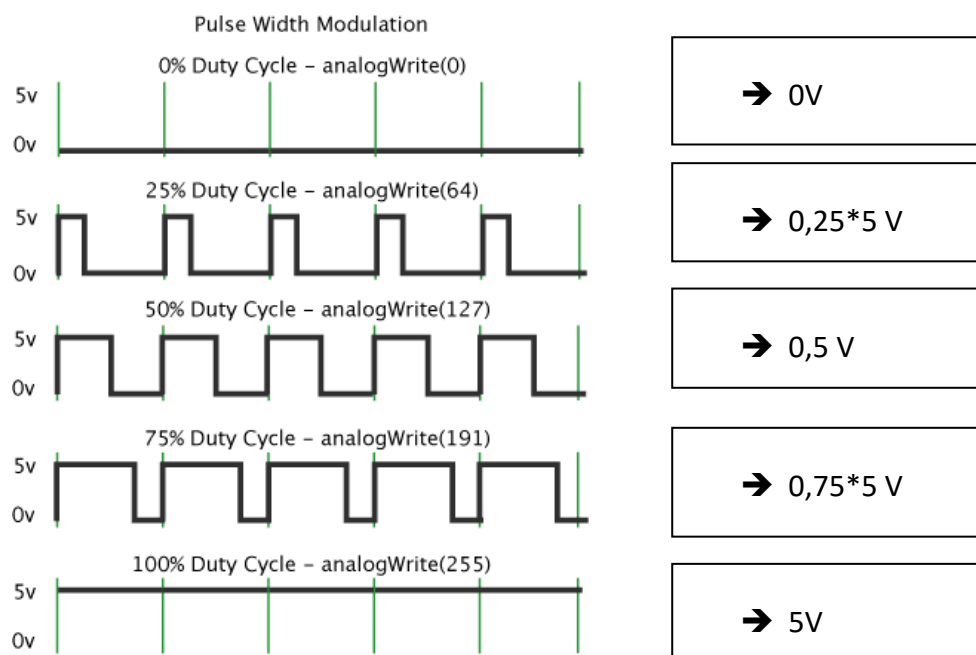 Pulse Width Modulation
0% Duty Cycle – analogWrite(0)
5v
0v
➔ 0V
25% Duty Cycle – analogWrite(64)
5v
0v
➔ 0,25*5 V
50% Duty Cycle – analogWrite(127)
5v
0v
➔ 0,5 V
75% Duty Cycle – analogWrite(191)
5v
0v
➔ 0,75*5 V
100% Duty Cycle – analogWrite(255)
5v
0v
➔ 5V